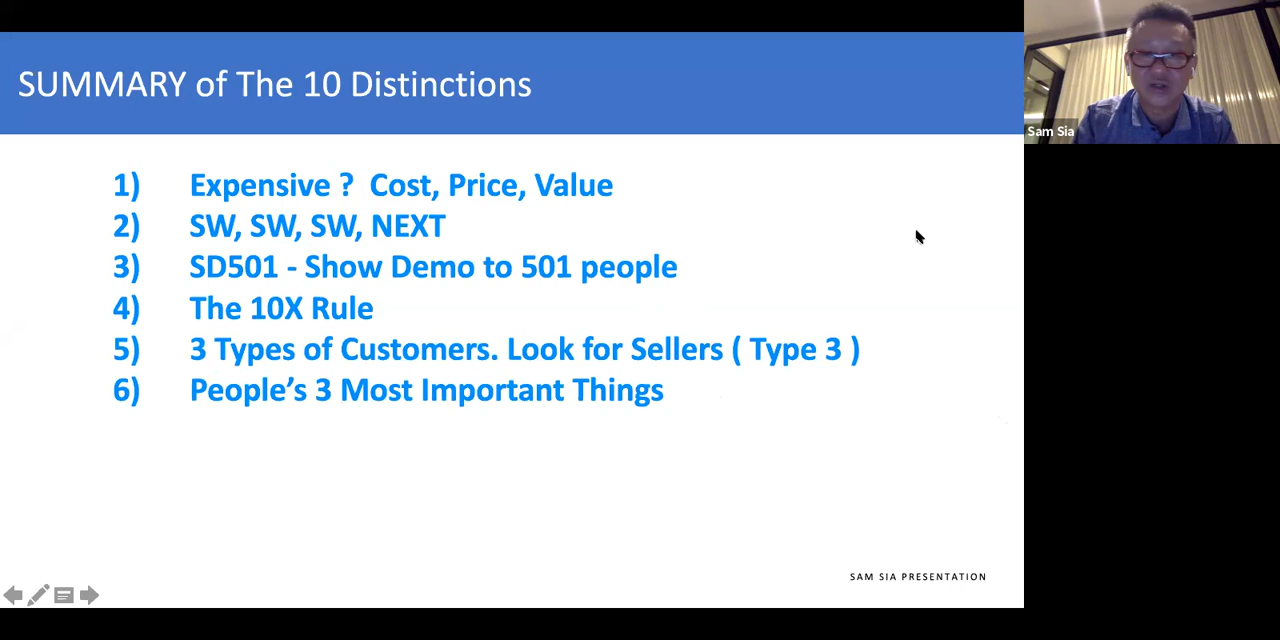 SUMMARY of The 10 Distinctions
Sam Sia
1) Expensive ? Cost, Price, Value
2) SW, SW, SW, NEXT
3) SD501 - Show Demo to 501 people
4) The 10X Rule
5) 3 Types of Customers. Look for Sellers ( Type 3 )
6) People’s 3 Most Important Things
SAM SIA PRESENTATION